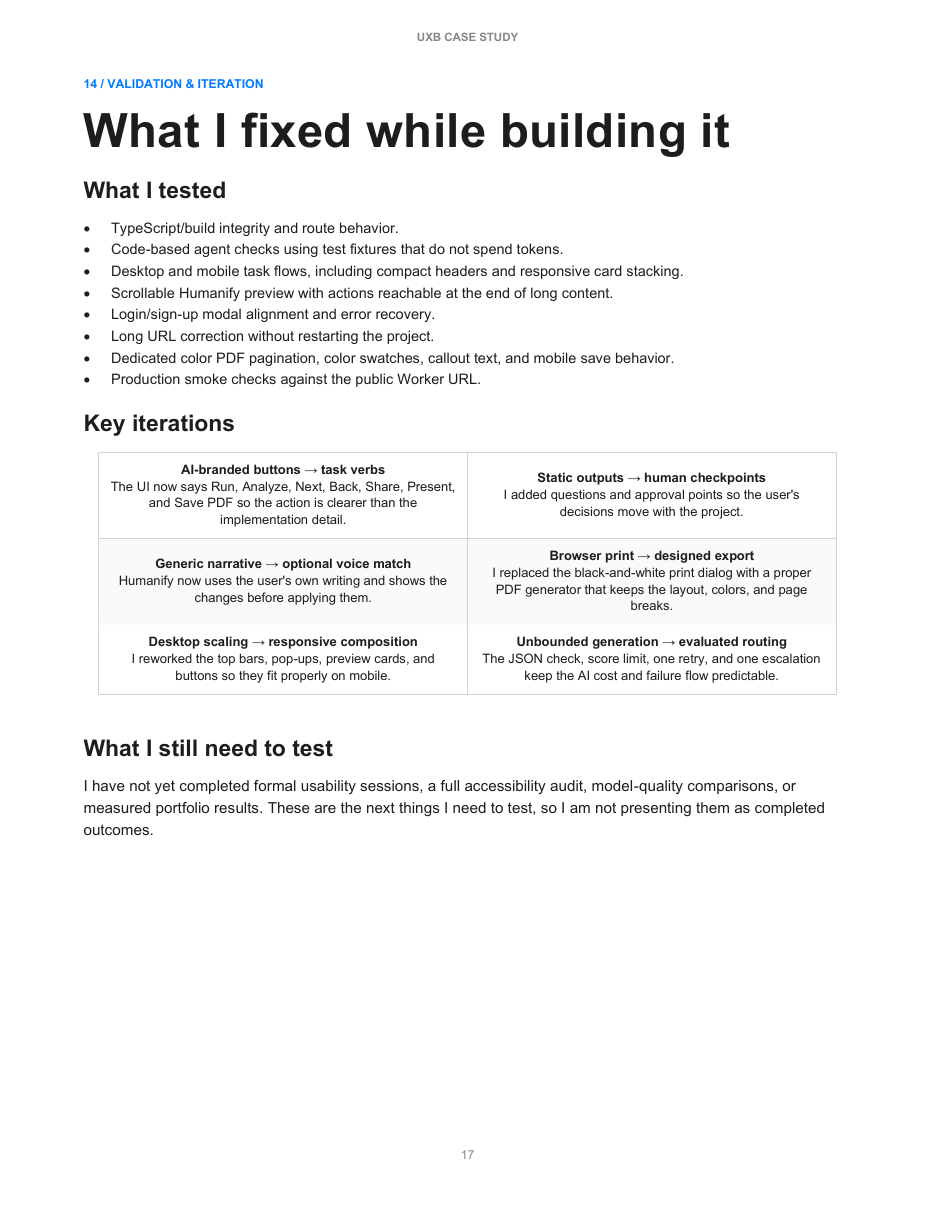 UXB CASE STUDY
14 / VALIDATION & ITERATION
What I fixed while building it
What I tested
• TypeScript/build integrity and route behavior.
• Code-based agent checks using test fixtures that do not spend tokens.
• Desktop and mobile task flows, including compact headers and responsive card stacking.
• Scrollable Humanify preview with actions reachable at the end of long content.
• Login/sign-up modal alignment and error recovery.
• Long URL correction without restarting the project.
• Dedicated color PDF pagination, color swatches, callout text, and mobile save behavior.
• Production smoke checks against the public Worker URL.
Key iterations
AI-branded buttons → task verbs
The UI now says Run, Analyze, Next, Back, Share, Present,
and Save PDF so the action is clearer than the
implementation detail.
Static outputs → human checkpoints
I added questions and approval points so the user's
decisions move with the project.
Generic narrative → optional voice match
Humanify now uses the user's own writing and shows the
changes before applying them.
Browser print → designed export
I replaced the black-and-white print dialog with a proper
PDF generator that keeps the layout, colors, and page
breaks.
Desktop scaling → responsive composition
I reworked the top bars, pop-ups, preview cards, and
buttons so they fit properly on mobile.
Unbounded generation → evaluated routing
The JSON check, score limit, one retry, and one escalation
keep the AI cost and failure flow predictable.
What I still need to test
I have not yet completed formal usability sessions, a full accessibility audit, model-quality comparisons, or
measured portfolio results. These are the next things I need to test, so I am not presenting them as completed
outcomes.
17